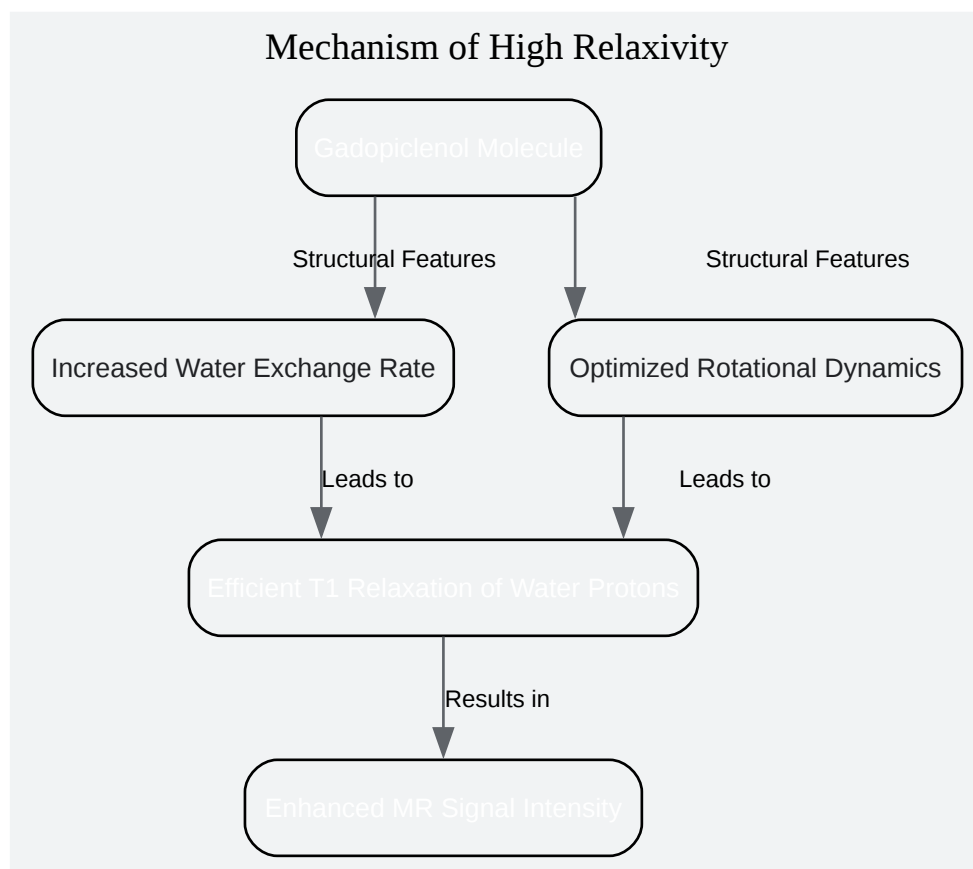 Mechanism of High Relaxivity
Gadopiclenol Molecule
Structural Features
Structural Features
Increased Water Exchange Rate
Optimized Rotational Dynamics
Leads to
Leads to
Efficient T1 Relaxation of Water Protons
Results in
Enhanced MR Signal Intensity